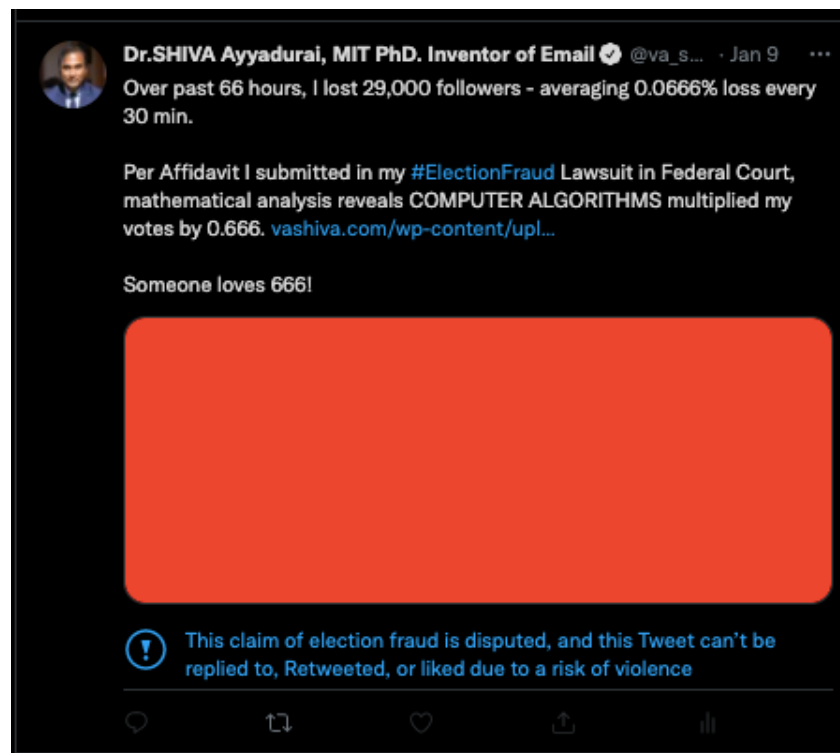 Dr.SHIVA Ayyadurai, MIT PhD. Inventor of Email @va_s... · Jan 9 ...
Over past 66 hours, I lost 29,000 followers - averaging 0.0666% loss every
30 min.
Per Affidavit I submitted in my #ElectionFraud Lawsuit in Federal Court,
mathematical analysis reveals COMPUTER ALGORITHMS multiplied my
votes by 0.666. vashiva.com/wp-content/upl...
Someone loves 666!
This claim of election fraud is disputed, and this Tweet can't be
replied to, Retweeted, or liked due to a risk of violence